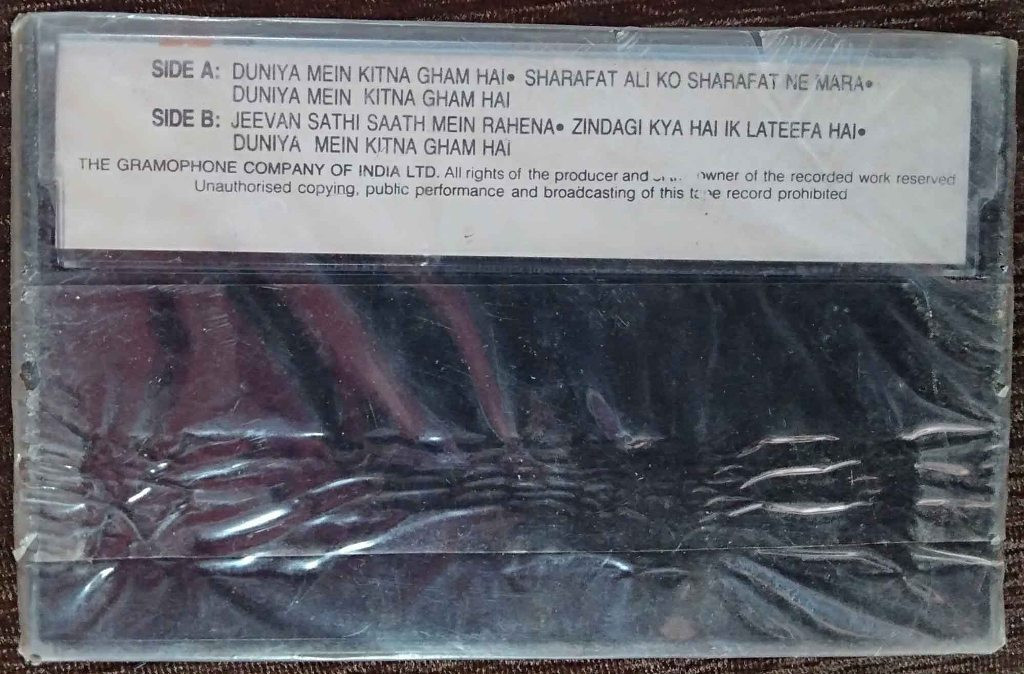 SIDE A: DUNIYA MEIN KITNA GHAM HAI• SHARAFAT ALI KO SHARAFAT NE MARA•
DUNIYA MEIN KITNA GHAM HAI
SIDE B: JEEVAN SATHI SAATH MEIN RAHENA• ZINDAGI KYA HAI IK LATEEFA HAI•
DUNIYA MEIN KITNA GHAM HAI
THE GRAMOPHONE COMPANY OF INDIA LTD. All rights of the producer and owner of the recorded work reserved
Unauthorised copying, public performance and broadcasting of this record prohibited